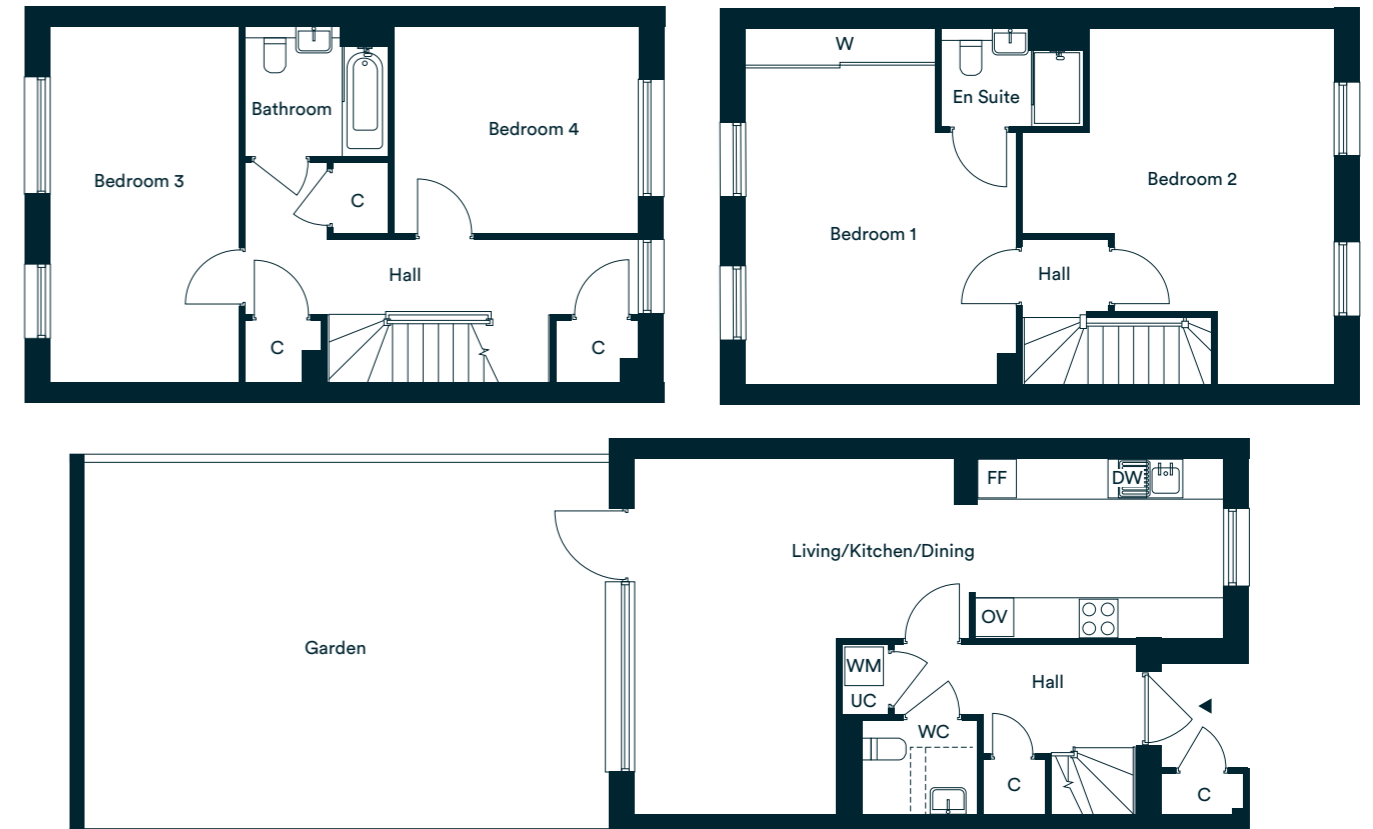 Bathroom
Bedroom 4
Bedroom 3
C
Hall
C
C
W
En Suite
Bedroom 2
Bedroom 1
Hall
FF
DW
Living/Kitchen/Dining
OV
Garden
WM
UC
Hall
WC
C
C